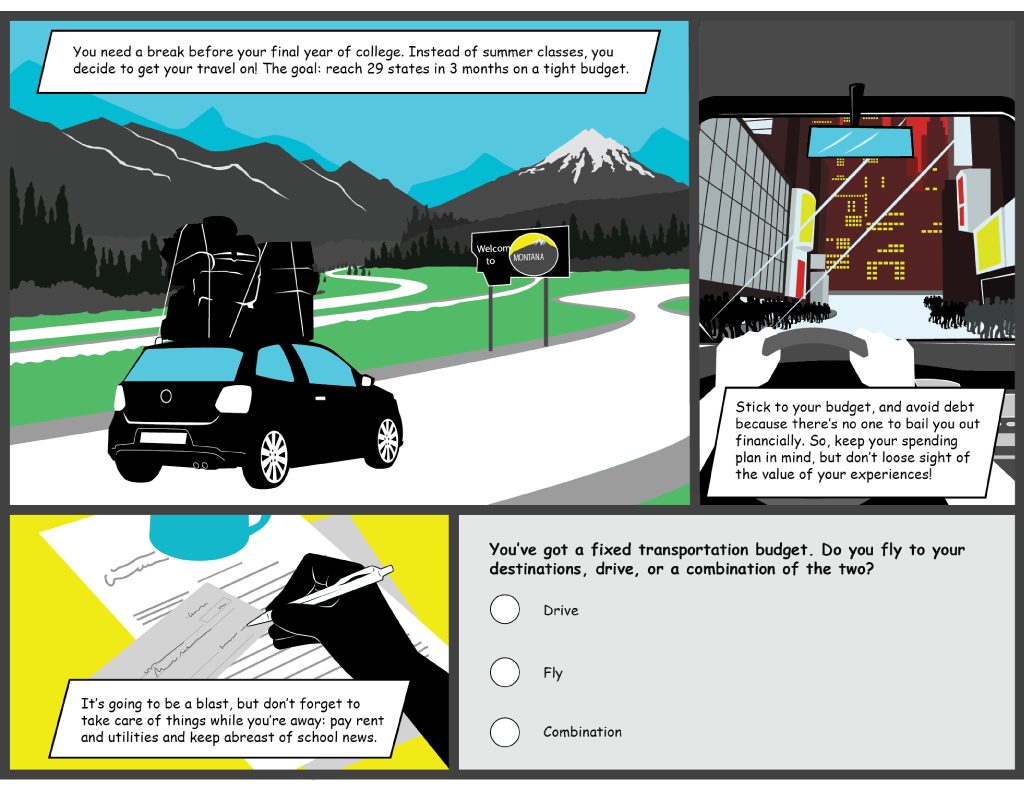 You need a break before your final year of college. Instead of summer classes, you
decide to get your travel on! The goal: reach 29 states in 3 months on a tight budget.
Welcom
to
MONTANA
Stick to your budget, and avoid debt
because there's no one to bail you out
financially. So, keep your spending
plan in mind, but don't loose sight of
the value of your experiences!
It's going to be a blast, but don't forget to
take care of things while you're away: pay rent
and utilities and keep abreast of school news.
You've got a fixed transportation budget. Do you fly to your
destinations, drive, or a combination of the two?
Drive
Fly
Combination